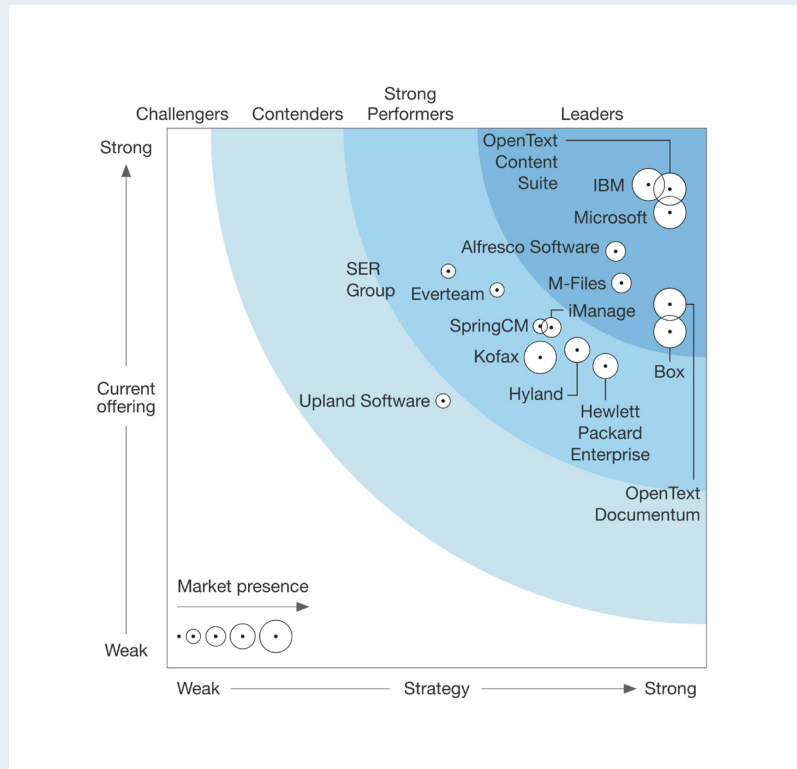 Strong
Performers
Challengers
Contenders
Leaders
Strong
OpenText
Content
Suite
IBM
Microsoft
Alfresco Software
SER
Group
M-Files
Everteam
iManage
SpringCM
Kofax
Box
Current
offering
Hyland
Upland Software
Hewlett
Packard
Enterprise
OpenText
Documentum
Market presence
Weak
Weak
Strategy
Strong